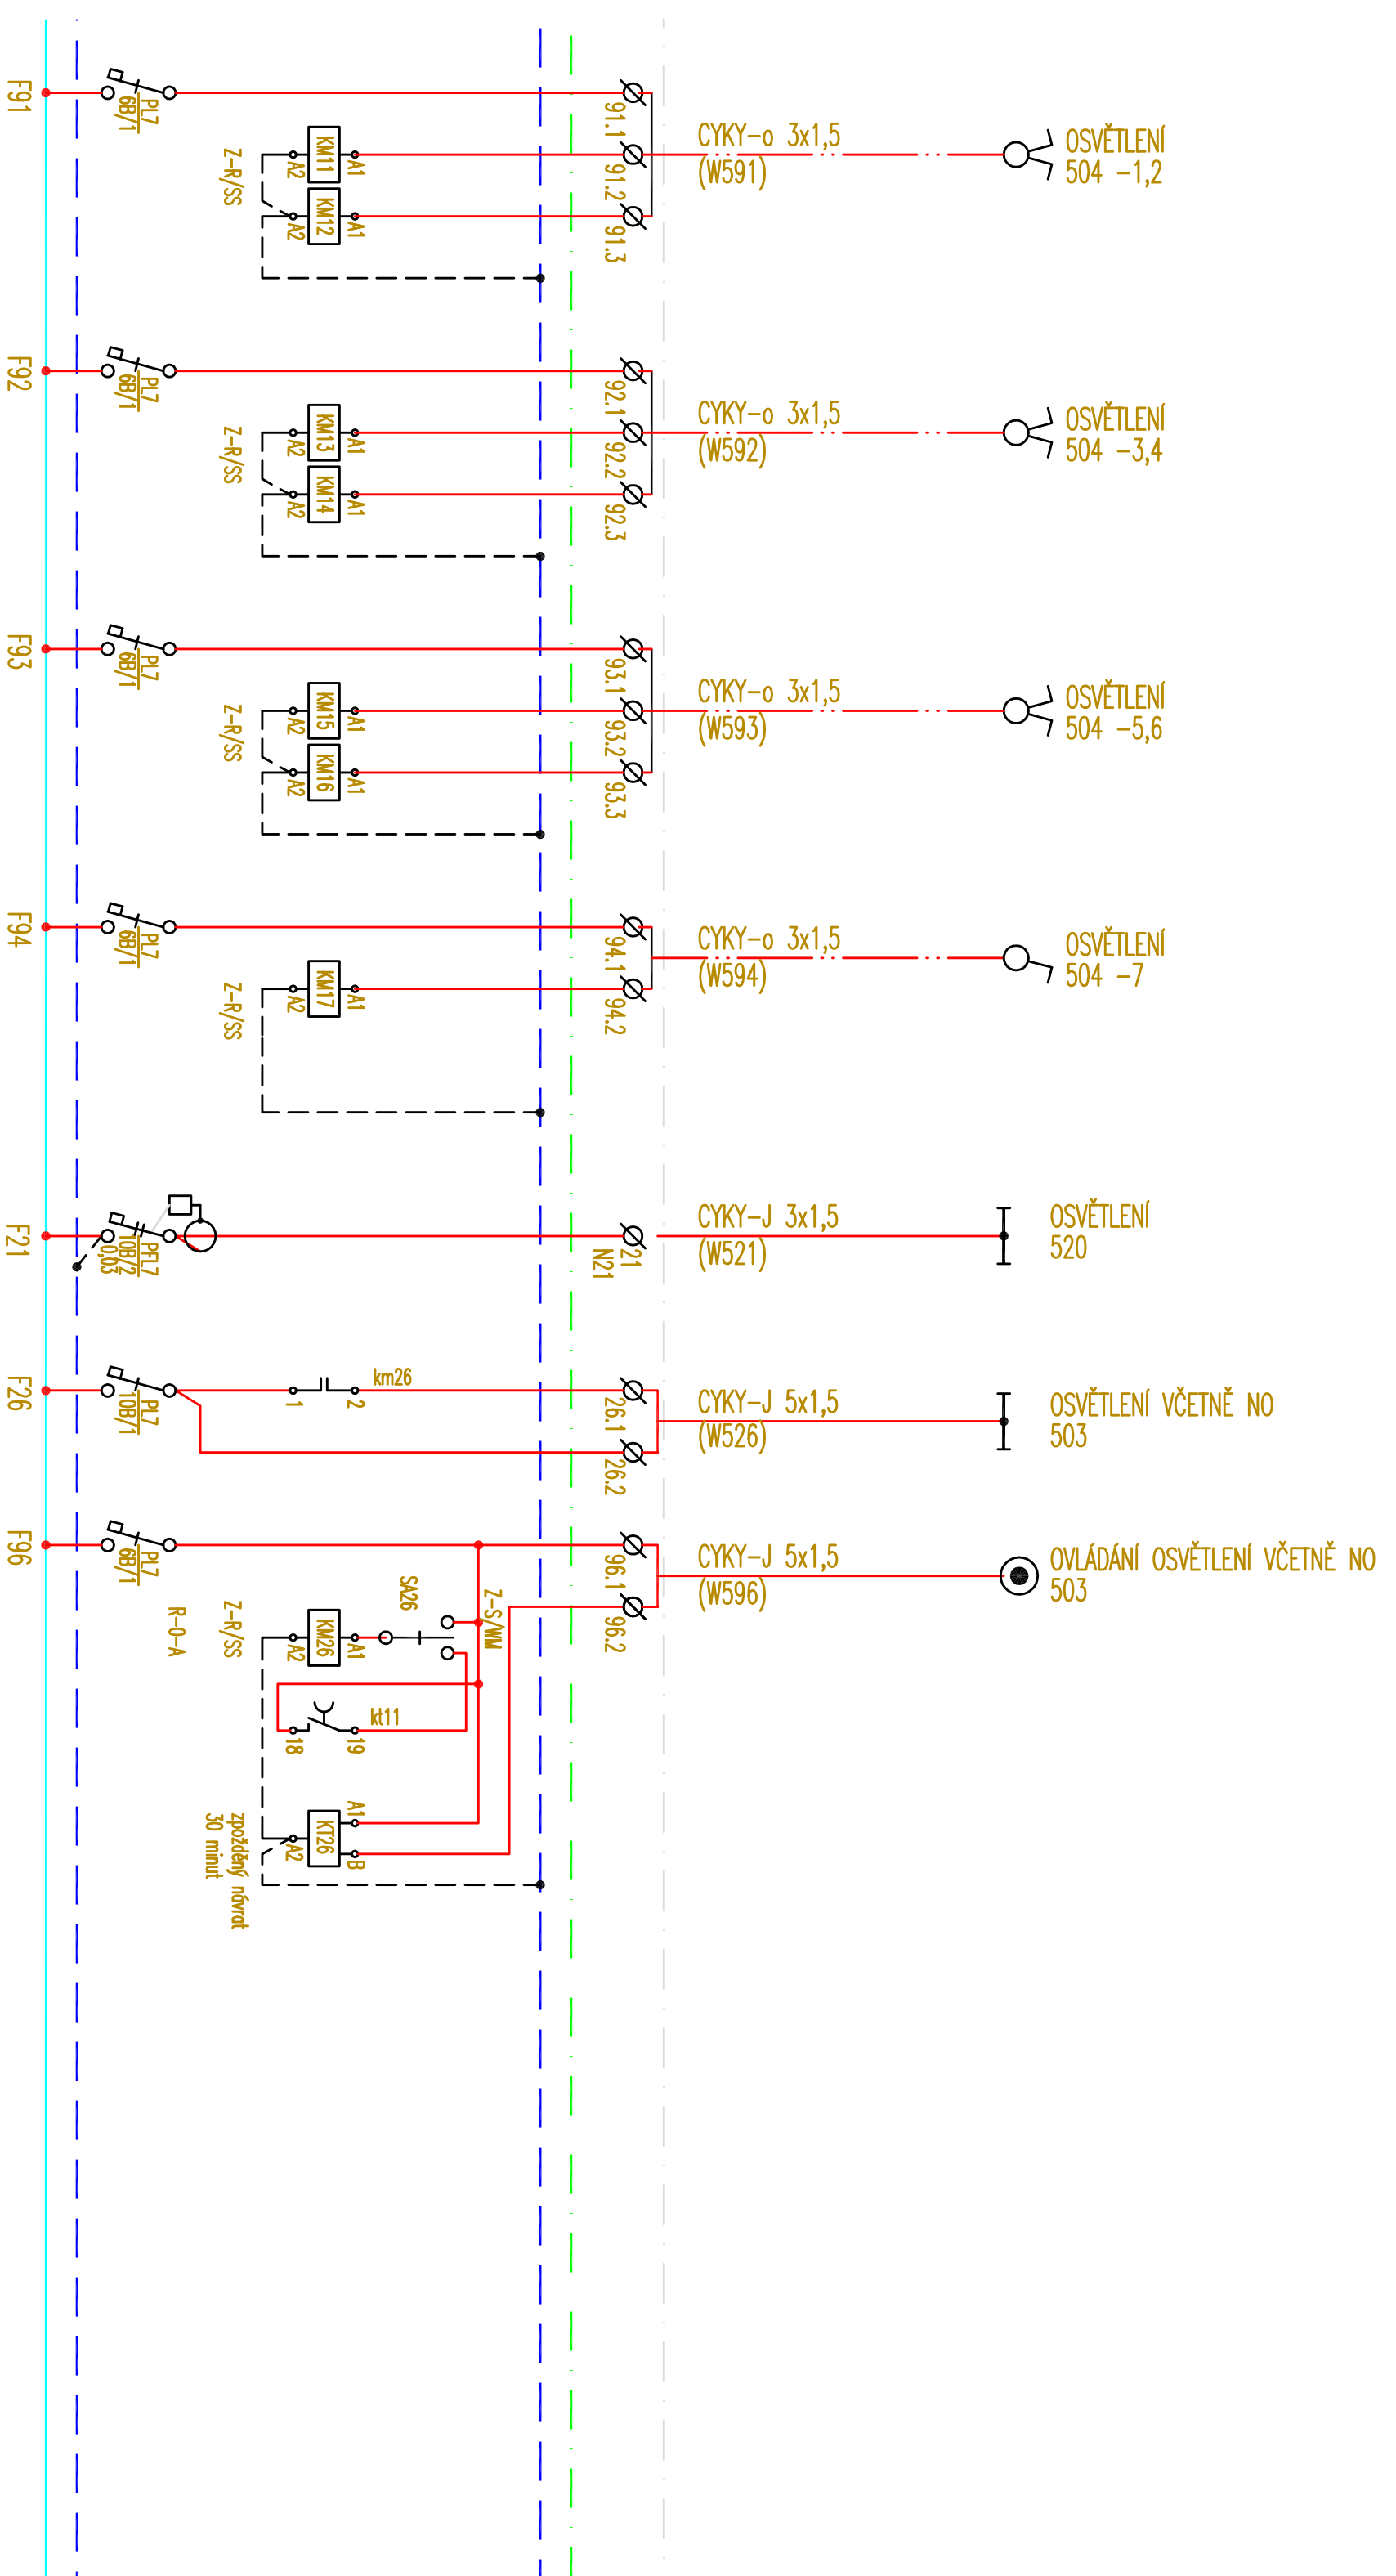 F91
PL7
6B/1
Z-R/SS
KM11
A1
A2
KM12
A1
A2
91.1
91.2
91.3
CYKY-o 3x1,5
(W591)
OSVĚTLENÍ
504 -1,2
F92
PL7
6B/1
Z-R/SS
KM13
A1
A2
KM14
A1
A2
92.1
92.2
92.3
CYKY-o 3x1,5
(W592)
OSVĚTLENÍ
504 -3,4
F93
PL7
6B/1
Z-R/SS
KM15
A1
A2
KM16
A1
A2
93.1
93.2
93.3
CYKY-o 3x1,5
(W593)
OSVĚTLENÍ
504 -5,6
F94
PL7
6B/1
Z-R/SS
KM17
A1
A2
94.1
94.2
CYKY-o 3x1,5
(W594)
OSVĚTLENÍ
504 -7
F21
PFL7
10B/2
0,03
21
N21
CYKY-J 3x1,5
(W521)
OSVĚTLENÍ
520
F26
PL7
10B/1
1
2
km26
26.1
26.2
CYKY-J 5x1,5
(W526)
OSVĚTLENÍ VČETNĚ NO
503
F96
PL7
6B/1
R-O-A
Z-R/SS
KM26
A1
A2
SA26
Z-S/WM
96.1
96.2
CYKY-J 5x1,5
(W596)
OVLÁDÁNÍ OSVĚTLENÍ VČETNĚ NO
503
kt11
18
19
KT26
A1
A2
B
zpožděný návrat
30 minut